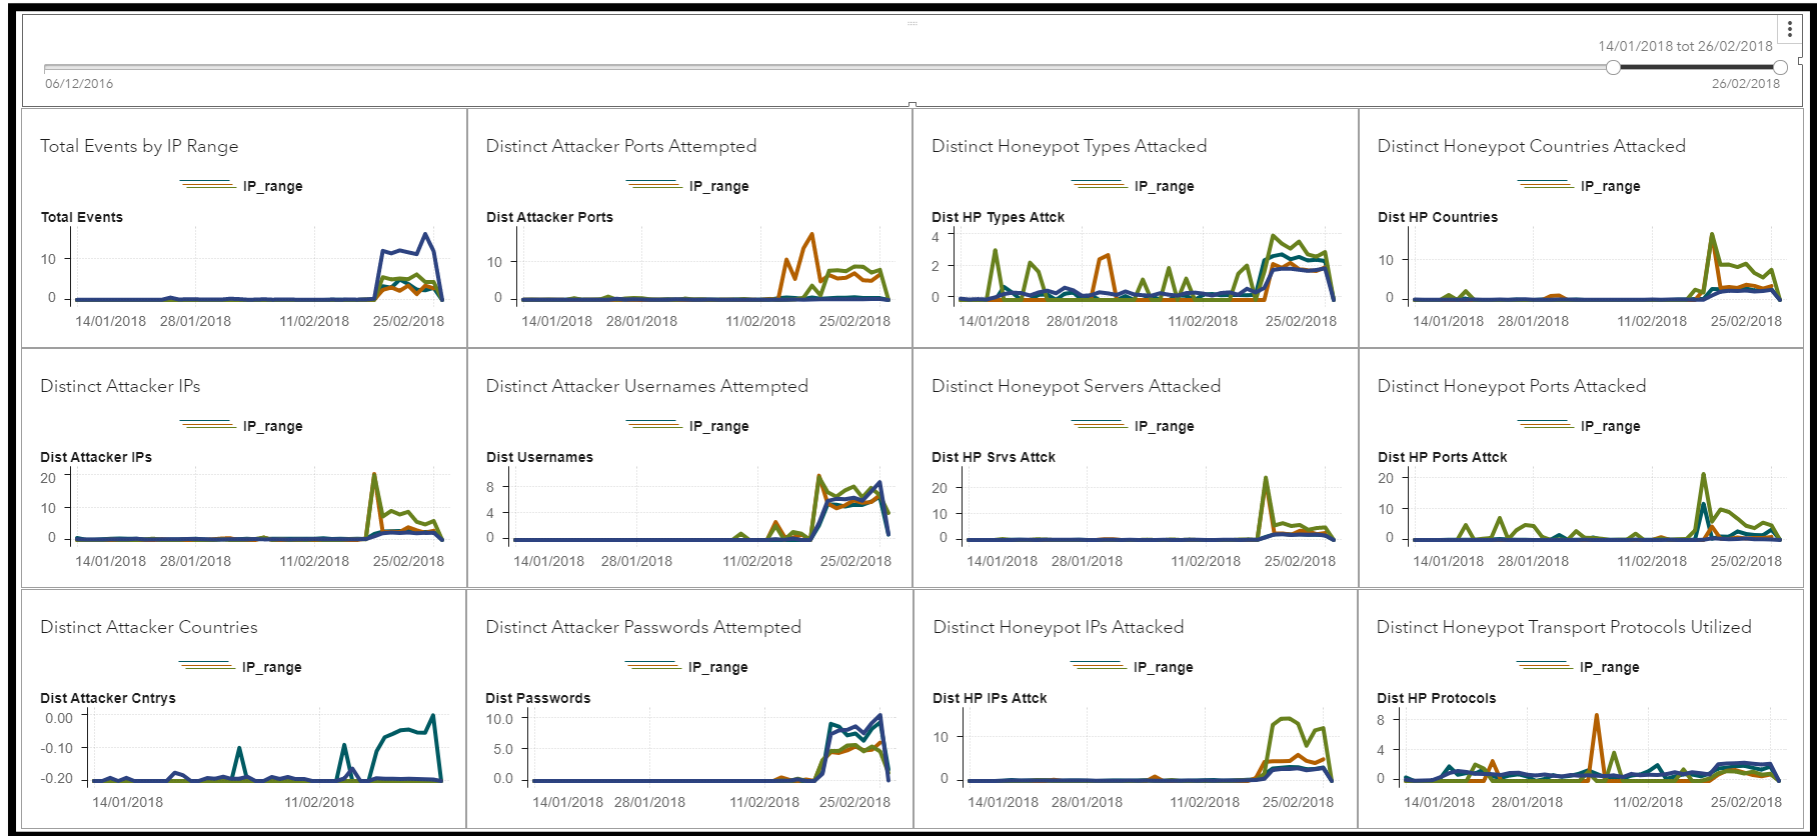 14/01/2018 tot 26/02/2018
06/12/2016
26/02/2018
Total Events by IP Range
IP_range
Total Events
10
0
14/01/2018 28/01/2018 11/02/2018 25/02/2018
Distinct Attacker Ports Attempted
IP_range
Dist Attacker Ports
10
0
14/01/2018 28/01/2018 11/02/2018 25/02/2018
Distinct Honeypot Types Attacked
IP_range
Dist HP Types Attck
4
2
0
14/01/2018 28/01/2018 11/02/2018 25/02/2018
Distinct Honeypot Countries Attacked
IP_range
Dist HP Countries
10
0
14/01/2018 28/01/2018 11/02/2018 25/02/2018
Distinct Attacker IPs
IP_range
Dist Attacker IPs
20
10
0
14/01/2018 28/01/2018 11/02/2018 25/02/2018
Distinct Attacker Usernames Attempted
IP_range
Dist Usernames
8
4
0
14/01/2018 28/01/2018 11/02/2018 25/02/2018
Distinct Honeypot Servers Attacked
IP_range
Dist HP Srvs Attck
20
10
0
14/01/2018 28/01/2018 11/02/2018 25/02/2018
Distinct Honeypot Ports Attacked
IP_range
Dist HP Ports Attck
20
10
0
14/01/2018 28/01/2018 11/02/2018 25/02/2018
Distinct Attacker Countries
IP_range
Dist Attacker Cntrys
0.00
-0.10
-0.20
14/01/2018 11/02/2018
Distinct Attacker Passwords Attempted
IP_range
Dist Passwords
10.0
5.0
0.0
14/01/2018 28/01/2018 11/02/2018 25/02/2018
Distinct Honeypot IPs Attacked
IP_range
Dist HP IPs Attck
10
0
14/01/2018 28/01/2018 11/02/2018 25/02/2018
Distinct Honeypot Transport Protocols Utilized
IP_range
Dist HP Protocols
8
4
0
14/01/2018 28/01/2018 11/02/2018 25/02/2018